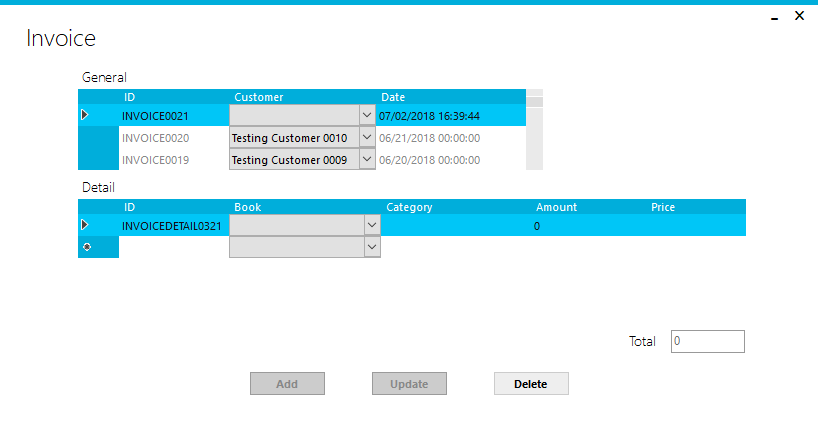 Invoice
General
ID Customer Date
INVOICE0021 07/02/2018 16:39:44
INVOICE0020 Testing Customer 0010 06/21/2018 00:00:00
INVOICE0019 Testing Customer 0009 06/20/2018 00:00:00
Detail
ID Book Category Amount Price
INVOICEDETAIL0321 0
Total 0
Add Update Delete